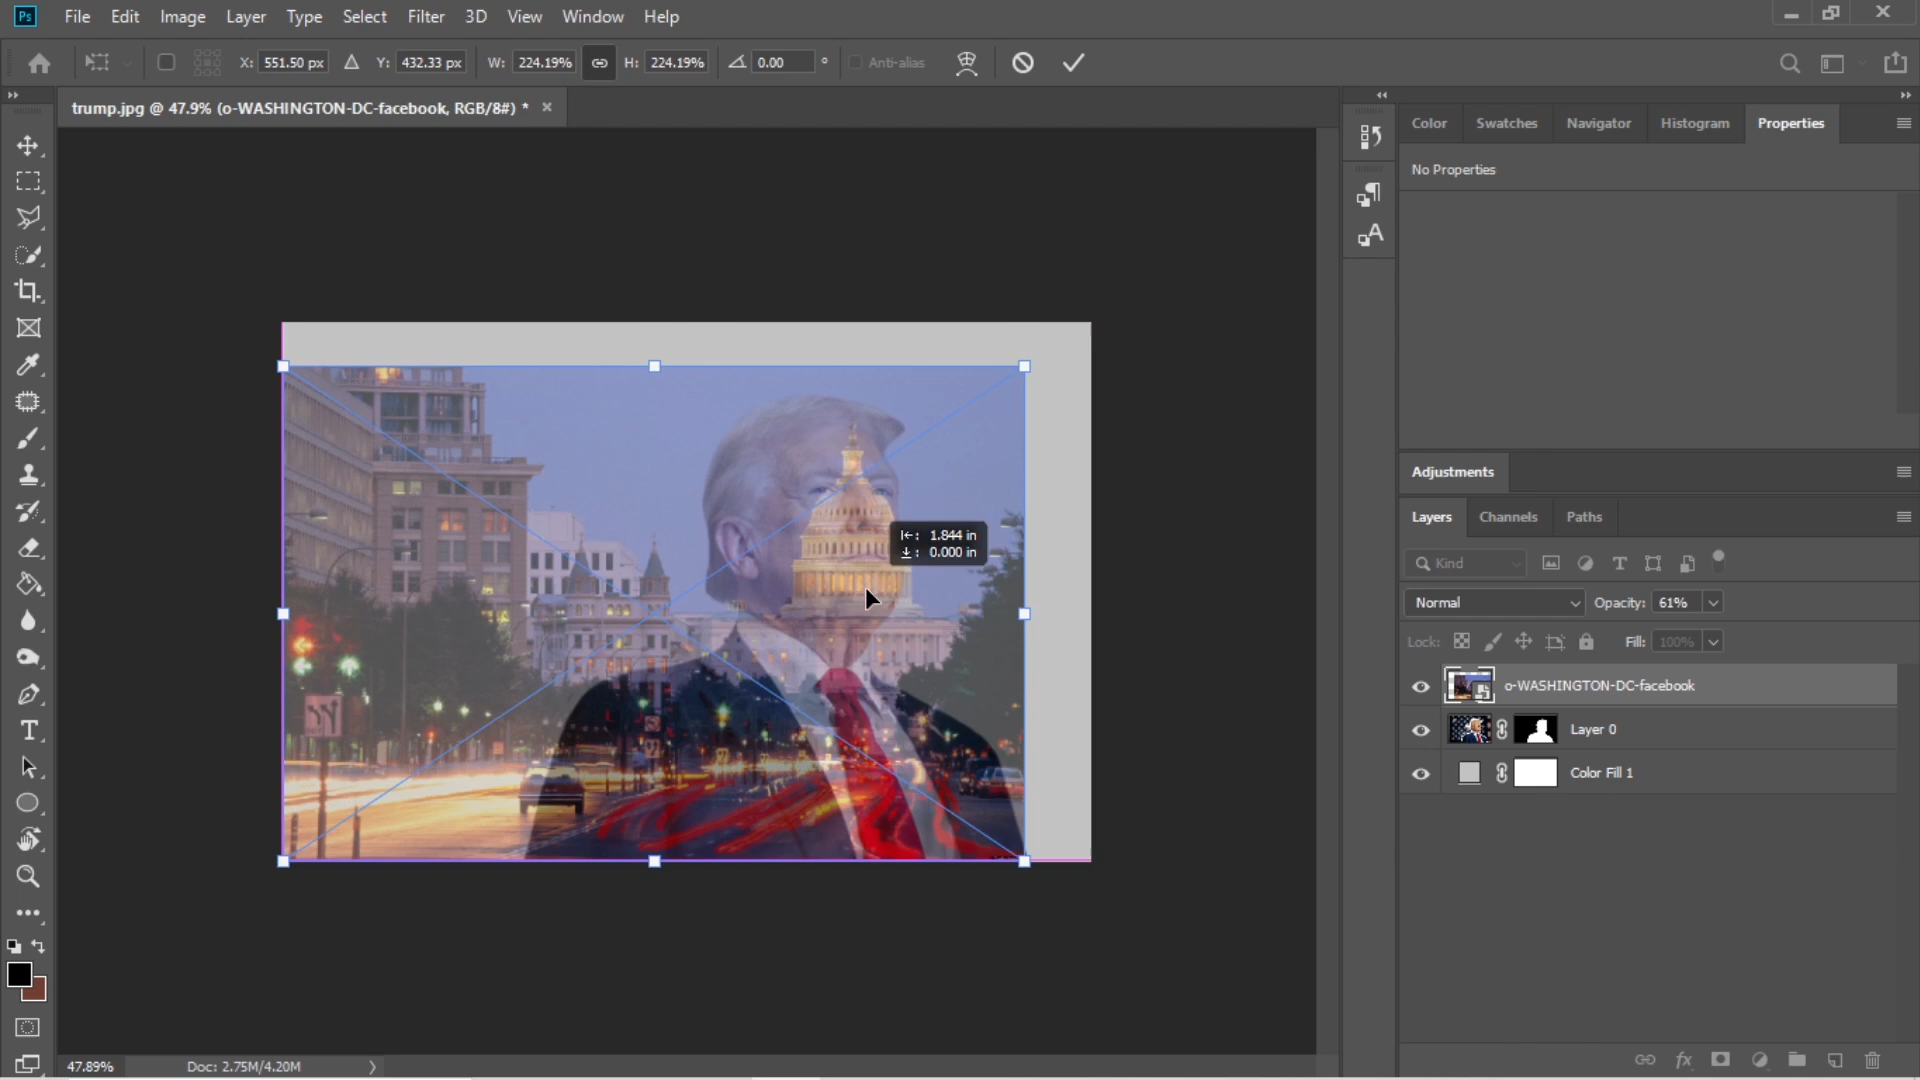 Ps File Edit Image Layer Type Select Filter 3D View Window Help
X: 551.50 px Y: 432.33 px W: 224.19% H: 224.19% 0.00 ° Anti-alias
trump.jpg @ 47.9% (o-WASHINGTON-DC-facebook, RGB/8#) * ×
Color Swatches Navigator Histogram Properties
No Properties
Adjustments
Layers Channels Paths
Kind
Normal Opacity: 61%
Lock: Fill: 100%
o-WASHINGTON-DC-facebook
Layer 0
Color Fill 1
: 1.844 in
: 0.000 in
47.89% Doc: 2.75M/4.20M
fx